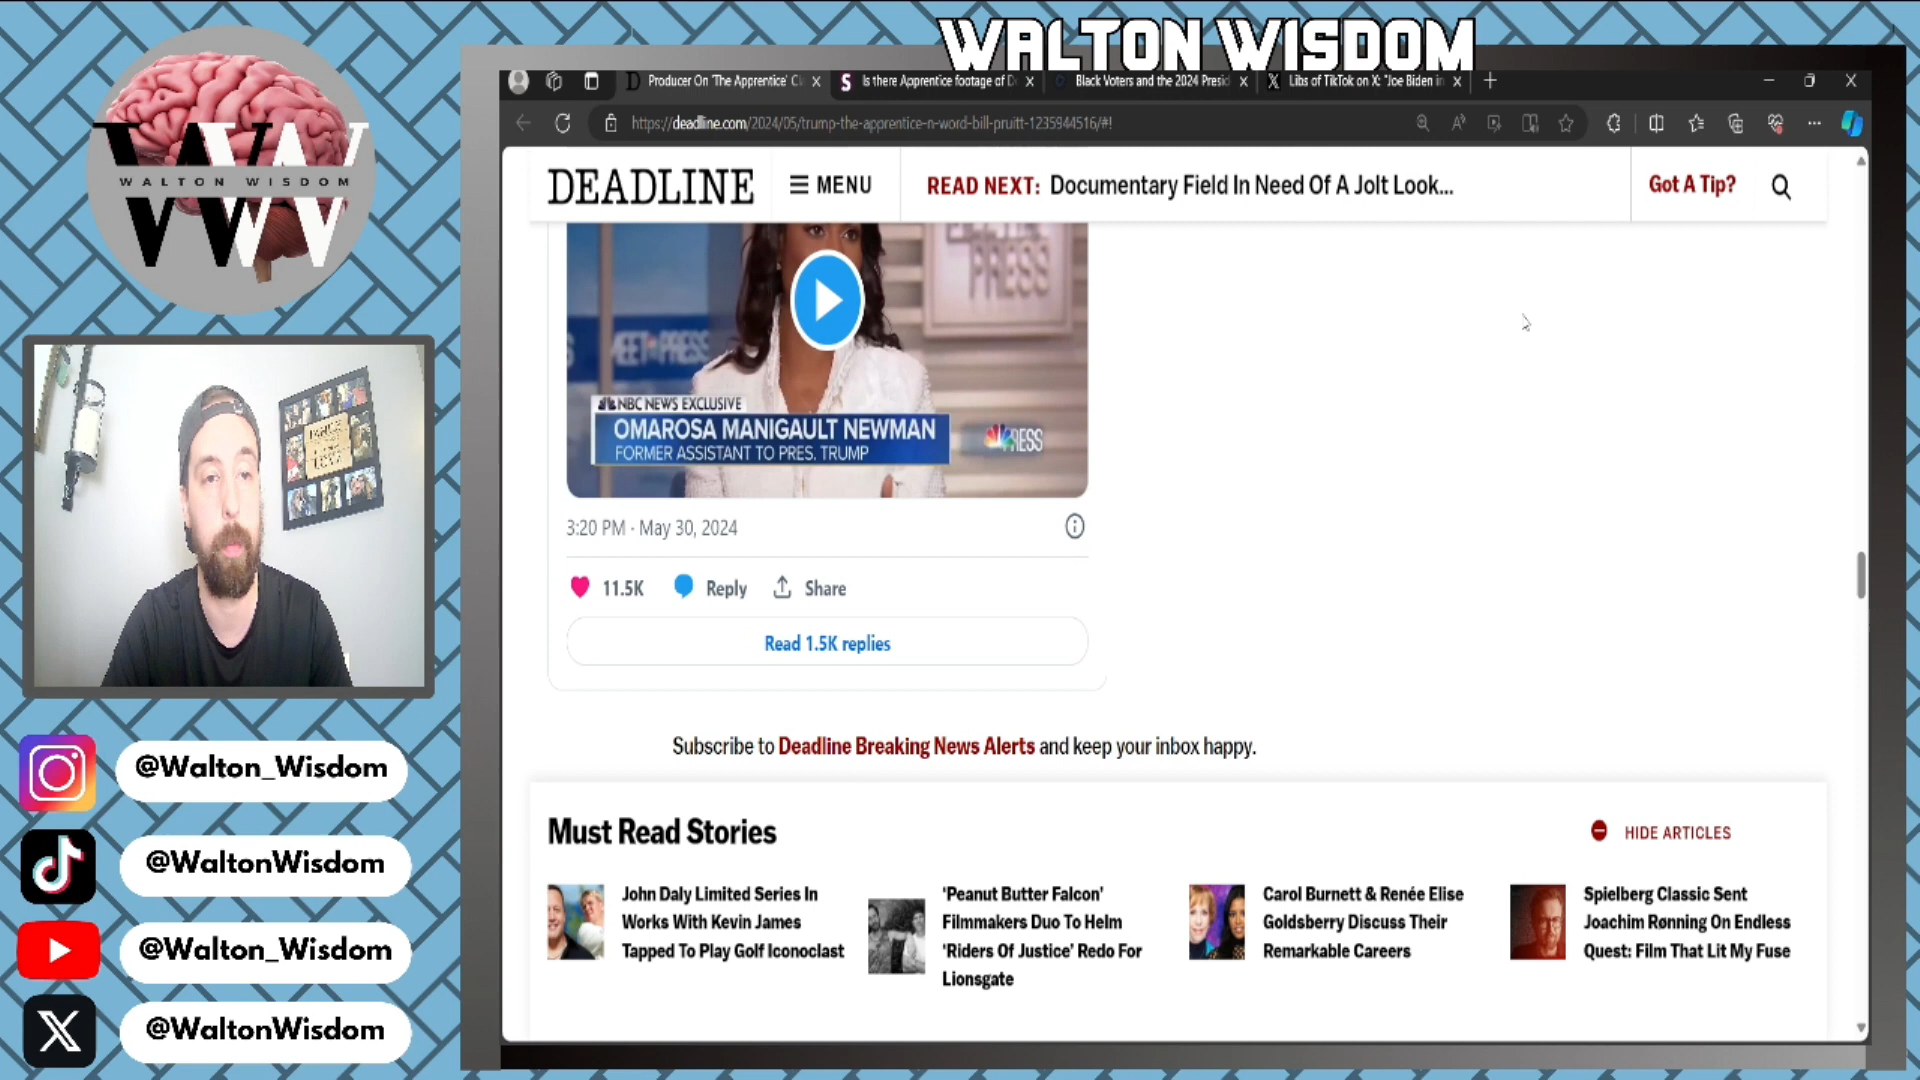 WALTON WISDOM
WW
WALTON WISDOM
WW
Producer On 'The Apprentice' Cl
Is there Apprentice footage of D
Black Voters and the 2024 Presid
Libs of TikTok on X: "Joe Biden in
https://deadline.com/2024/05/trump-the-apprentice-n-word-bill-pruitt-1235944516/#!
DEADLINE
MENU
READ NEXT: Documentary Field In Need Of A Jolt Look...
Got A Tip?
PRESS
MEET THE PRESS
NBC NEWS EXCLUSIVE
OMAROSA MANIGAULT NEWMAN
FORMER ASSISTANT TO PRES. TRUMP
3:20 PM · May 30, 2024
11.5K
Reply
Share
Read 1.5K replies
Subscribe to Deadline Breaking News Alerts and keep your inbox happy.
Must Read Stories
HIDE ARTICLES
John Daly Limited Series In
Works With Kevin James
Tapped To Play Golf Iconoclast
'Peanut Butter Falcon'
Filmmakers Duo To Helm
'Riders Of Justice' Redo For
Lionsgate
Carol Burnett & Renée Elise
Goldsberry Discuss Their
Remarkable Careers
Spielberg Classic Sent
Joachim Rønning On Endless
Quest: Film That Lit My Fuse
@Walton_Wisdom
@WaltonWisdom
@Walton_Wisdom
@WaltonWisdom